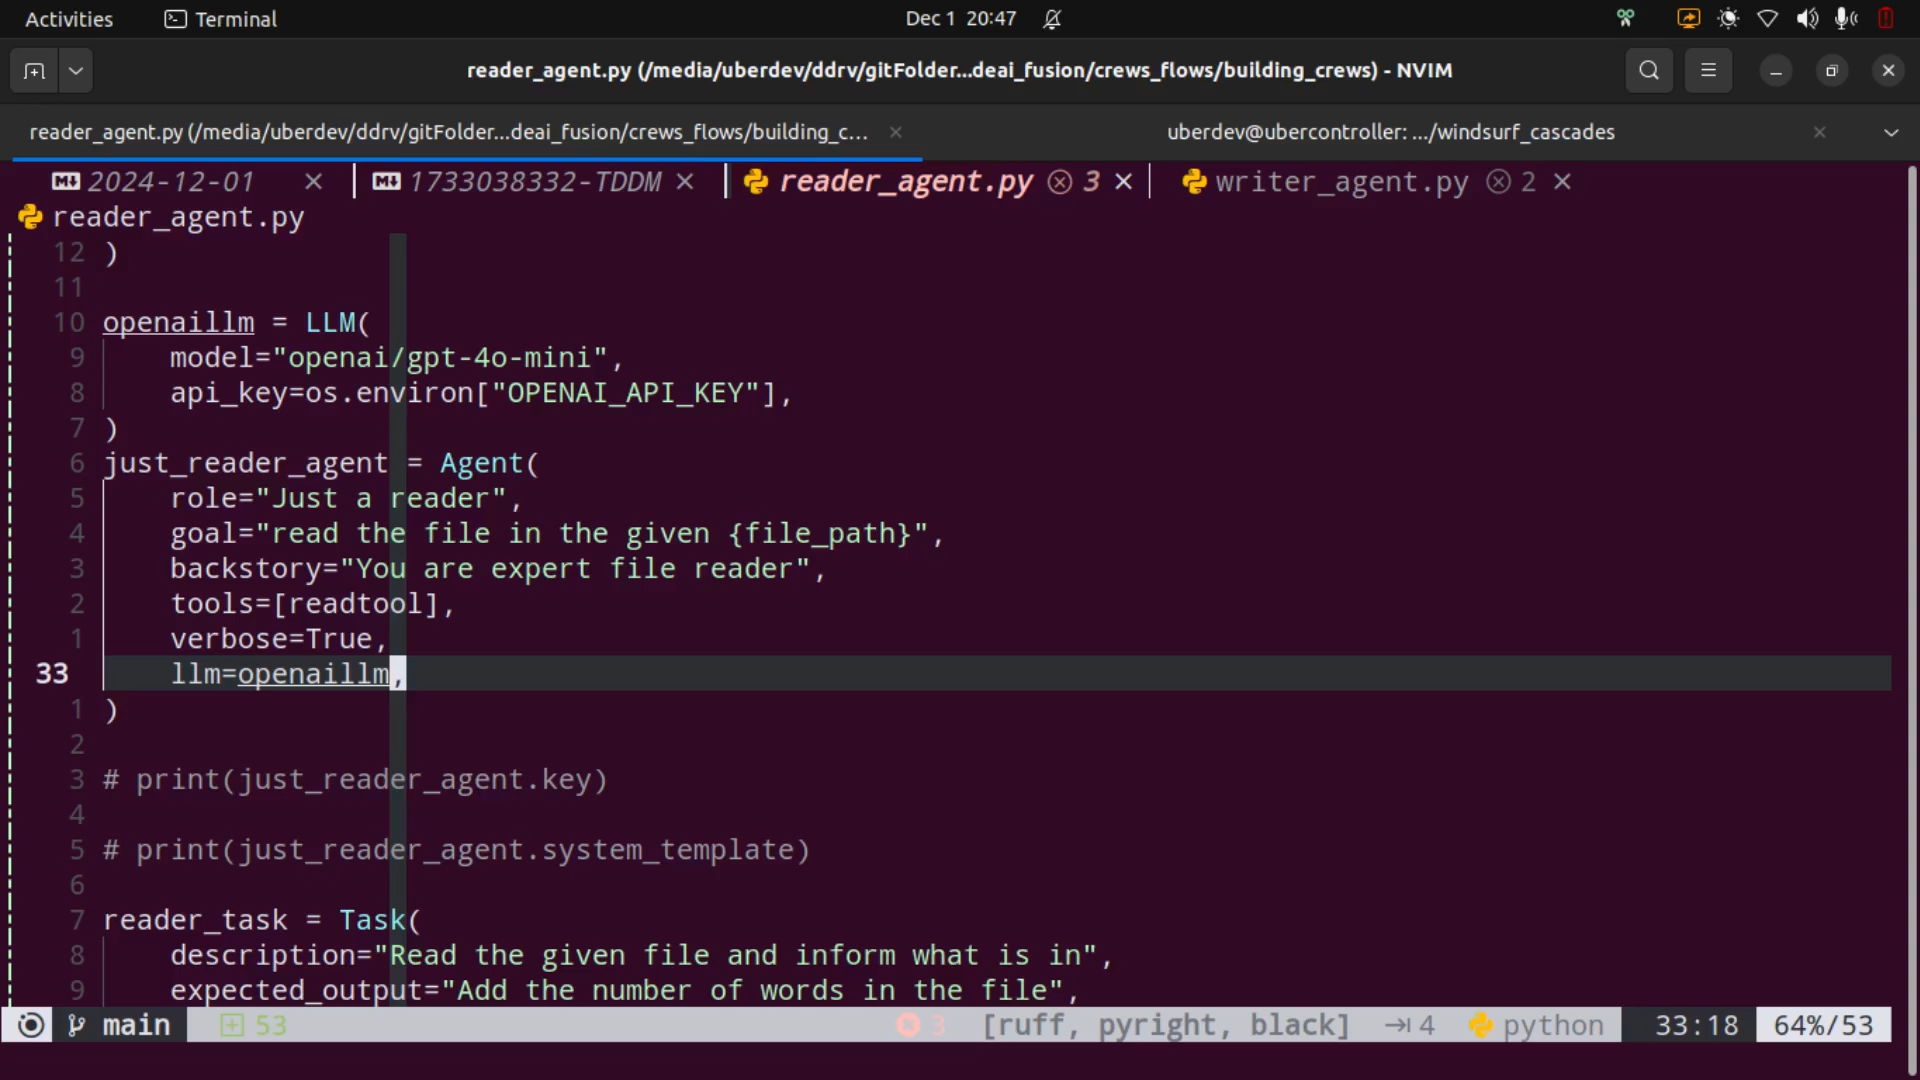 Activities Terminal Dec 1 20:47
reader_agent.py (/media/uberdev/ddrv/gitFolder...deai_fusion/crews_flows/building_crews) - NVIM
reader_agent.py (/media/uberdev/ddrv/gitFolder...deai_fusion/crews_flows/building_c... uberdev@ubercontroller: .../windsurf_cascades
2024-12-01 1733038332-TDDM reader_agent.py 3 writer_agent.py 2
reader_agent.py
12 )
11
10 openaillm = LLM(
9 model="openai/gpt-4o-mini",
8 api_key=os.environ["OPENAI_API_KEY"],
7 )
6 just_reader_agent = Agent(
5 role="Just a reader",
4 goal="read the file in the given {file_path}",
3 backstory="You are expert file reader",
2 tools=[readtool],
1 verbose=True,
33 llm=openaillm,
1 )
2
3 # print(just_reader_agent.key)
4
5 # print(just_reader_agent.system_template)
6
7 reader_task = Task(
8 description="Read the given file and inform what is in",
9 expected_output="Add the number of words in the file",
main 53 3 [ruff, pyright, black] 4 python 33:18 64%/53